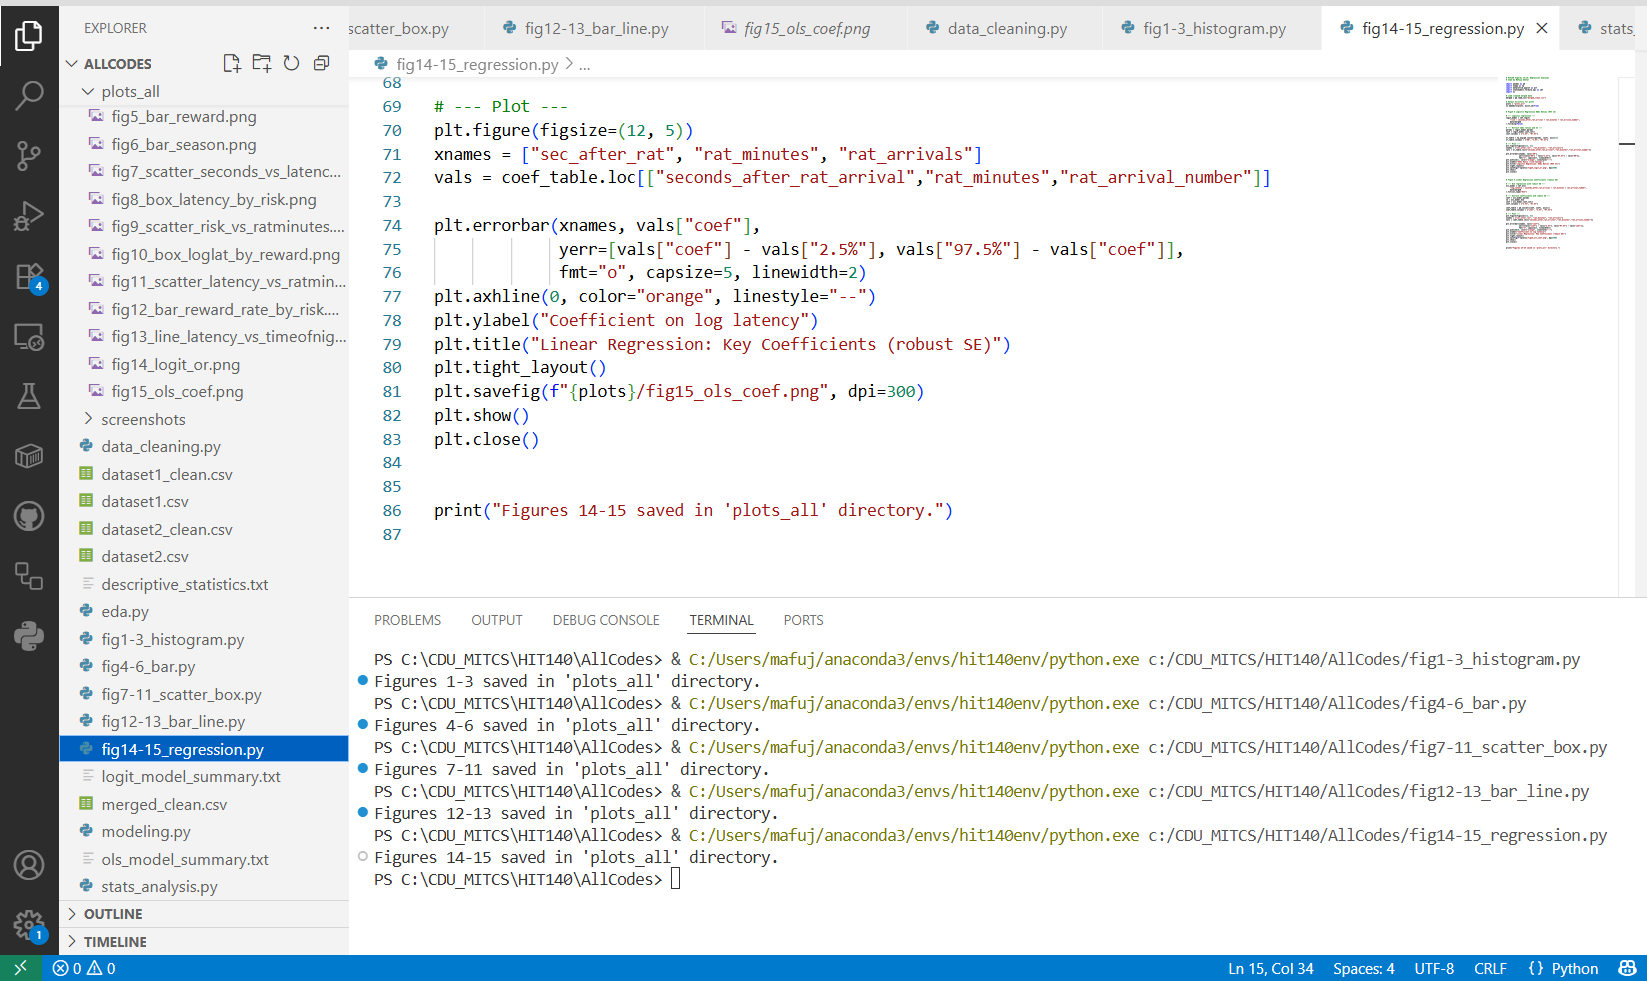 EXPLORER
ALLCODES
plots_all
fig5_bar_reward.png
fig6_bar_season.png
fig7_scatter_seconds_vs_latenc...
fig8_box_latency_by_risk.png
fig9_scatter_risk_vs_ratminutes....
fig10_box_loglat_by_reward.png
fig11_scatter_latency_vs_ratmin...
fig12_bar_reward_rate_by_risk....
fig13_line_latency_vs_timeofnig...
fig14_logit_or.png
fig15_ols_coef.png
screenshots
data_cleaning.py
dataset1_clean.csv
dataset1.csv
dataset2_clean.csv
dataset2.csv
descriptive_statistics.txt
eda.py
fig1-3_histogram.py
fig4-6_bar.py
fig7-11_scatter_box.py
fig12-13_bar_line.py
fig14-15_regression.py
logit_model_summary.txt
merged_clean.csv
modeling.py
ols_model_summary.txt
stats_analysis.py
OUTLINE
TIMELINE
4
1
scatter_box.py fig12-13_bar_line.py fig15_ols_coef.png data_cleaning.py fig1-3_histogram.py fig14-15_regression.py stats_
fig14-15_regression.py > ...
68
69 # --- Plot ---
70 plt.figure(figsize=(12, 5))
71 xnames = ["sec_after_rat", "rat_minutes", "rat_arrivals"]
72 vals = coef_table.loc[["seconds_after_rat_arrival","rat_minutes","rat_arrival_number"]]
73
74 plt.errorbar(xnames, vals["coef"],
75 yerr=[vals["coef"] - vals["2.5%"], vals["97.5%"] - vals["coef"]],
76 fmt="o", capsize=5, linewidth=2)
77 plt.axhline(0, color="orange", linestyle="--")
78 plt.ylabel("Coefficient on log latency")
79 plt.title("Linear Regression: Key Coefficients (robust SE)")
80 plt.tight_layout()
81 plt.savefig(f"{plots}/fig15_ols_coef.png", dpi=300)
82 plt.show()
83 plt.close()
84
85
86 print("Figures 14-15 saved in 'plots_all' directory.")
87
PROBLEMS OUTPUT DEBUG CONSOLE TERMINAL PORTS
PS C:\CDU_MITCS\HIT140\AllCodes> & C:/Users/mafuj/anaconda3/envs/hit140env/python.exe c:/CDU_MITCS/HIT140/AllCodes/fig1-3_histogram.py
Figures 1-3 saved in 'plots_all' directory.
PS C:\CDU_MITCS\HIT140\AllCodes> & C:/Users/mafuj/anaconda3/envs/hit140env/python.exe c:/CDU_MITCS/HIT140/AllCodes/fig4-6_bar.py
Figures 4-6 saved in 'plots_all' directory.
PS C:\CDU_MITCS\HIT140\AllCodes> & C:/Users/mafuj/anaconda3/envs/hit140env/python.exe c:/CDU_MITCS/HIT140/AllCodes/fig7-11_scatter_box.py
Figures 7-11 saved in 'plots_all' directory.
PS C:\CDU_MITCS\HIT140\AllCodes> & C:/Users/mafuj/anaconda3/envs/hit140env/python.exe c:/CDU_MITCS/HIT140/AllCodes/fig12-13_bar_line.py
Figures 12-13 saved in 'plots_all' directory.
PS C:\CDU_MITCS\HIT140\AllCodes> & C:/Users/mafuj/anaconda3/envs/hit140env/python.exe c:/CDU_MITCS/HIT140/AllCodes/fig14-15_regression.py
Figures 14-15 saved in 'plots_all' directory.
PS C:\CDU_MITCS\HIT140\AllCodes>
0 0 Ln 15, Col 34 Spaces: 4 UTF-8 CRLF {} Python